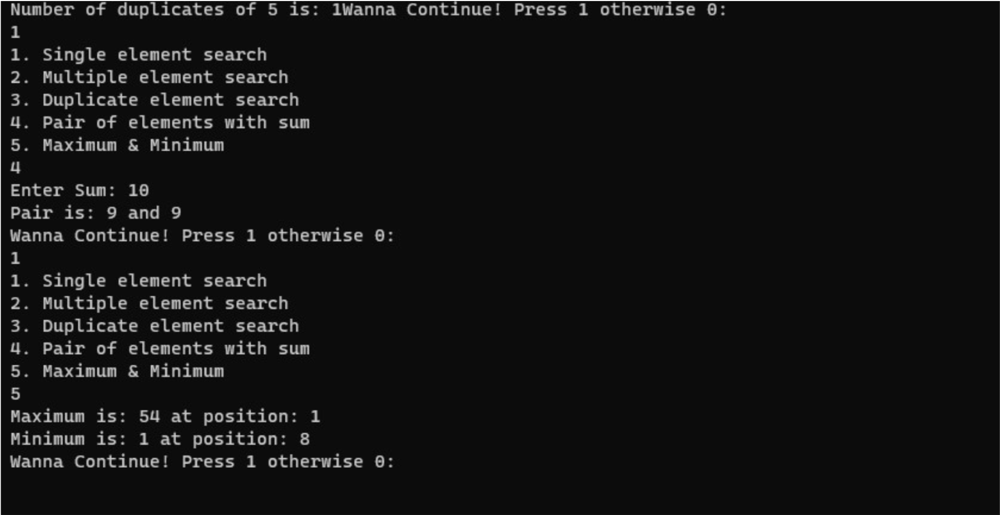 Number of duplicates of 5 is: 1Wanna Continue! Press 1 otherwise 0:
1
1. Single element search
2. Multiple element search
3. Duplicate element search
4. Pair of elements with sum
5. Maximum & Minimum
4
Enter Sum: 10
Pair is: 9 and 9
Wanna Continue! Press 1 otherwise 0:
1
1. Single element search
2. Multiple element search
3. Duplicate element search
4. Pair of elements with sum
5. Maximum & Minimum
5
Maximum is: 54 at position: 1
Minimum is: 1 at position: 8
Wanna Continue! Press 1 otherwise 0: